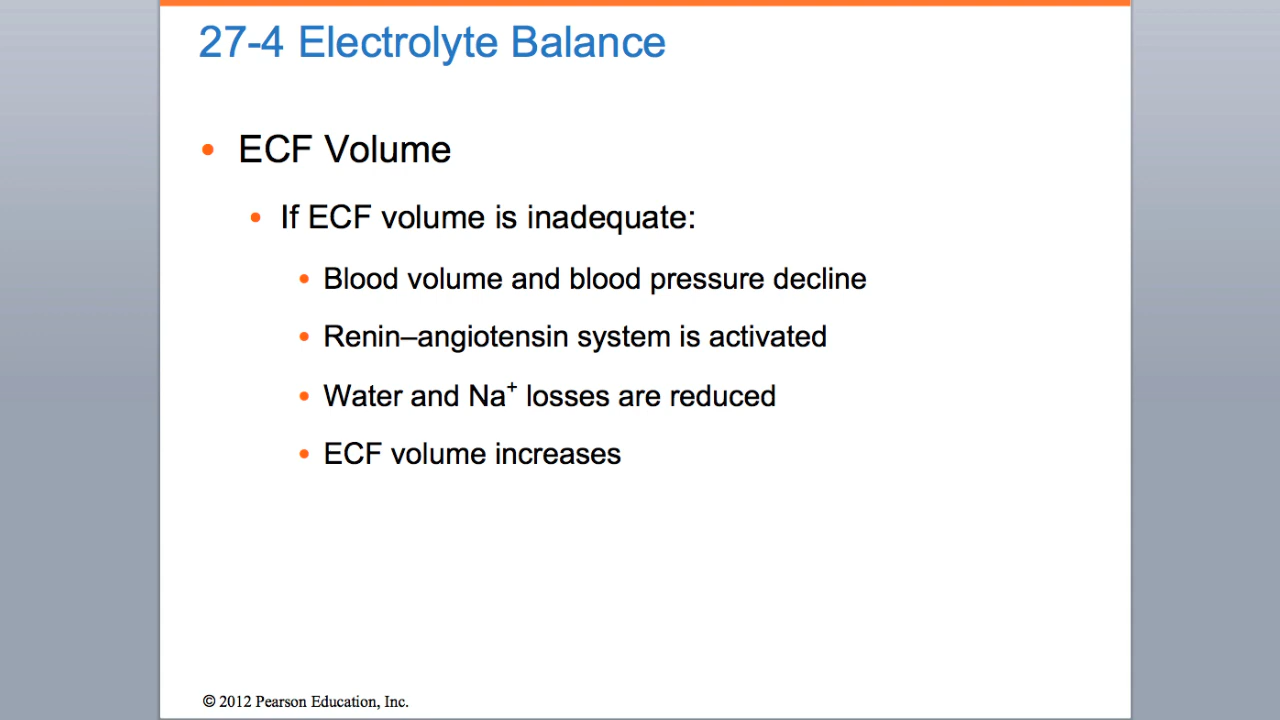 27-4 Electrolyte Balance
• ECF Volume
• If ECF volume is inadequate:
• Blood volume and blood pressure decline
• Renin–angiotensin system is activated
• Water and Na⁺ losses are reduced
• ECF volume increases
© 2012 Pearson Education, Inc.